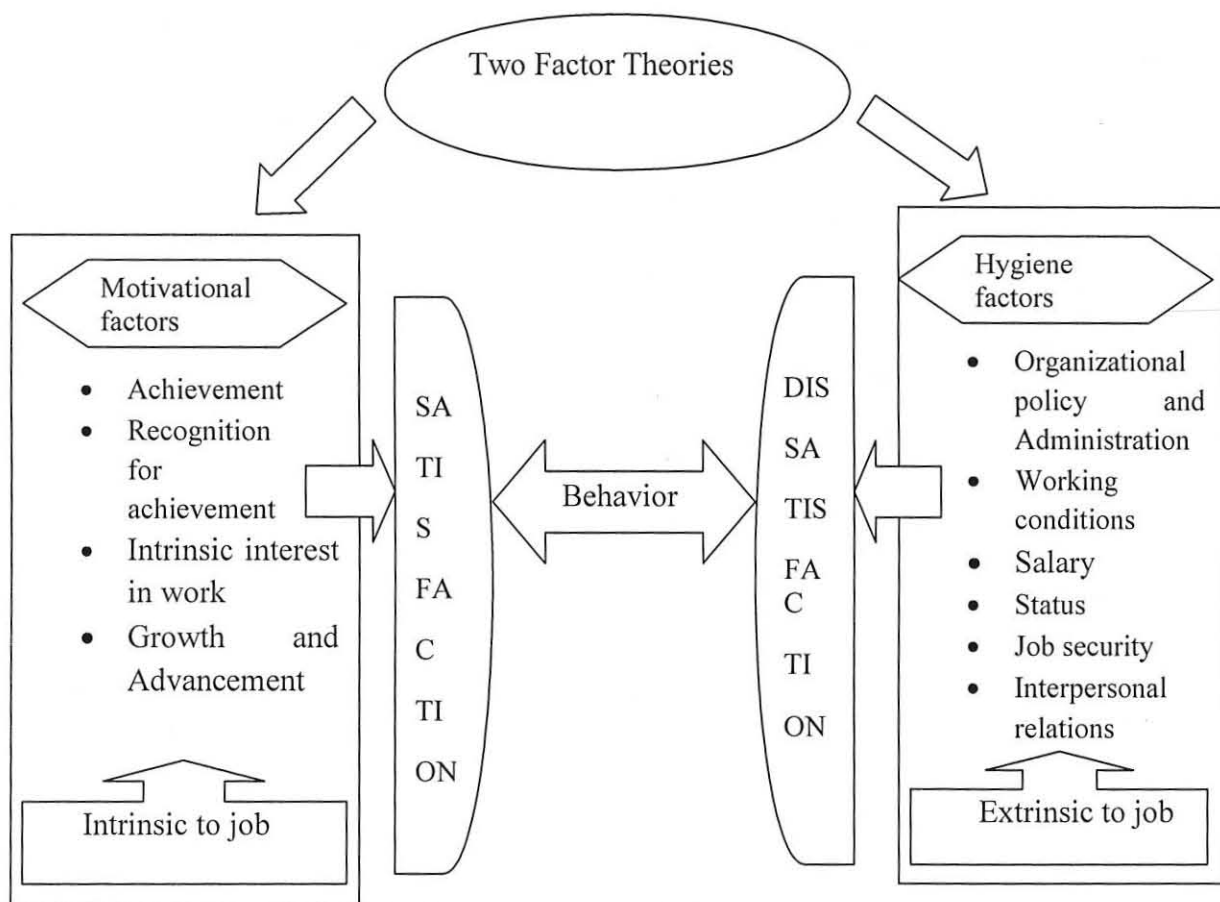 Two Factor Theories
Motivational
factors
• Achievement
• Recognition
for
achievement
• Intrinsic interest
in work
• Growth and
Advancement
Intrinsic to job
SA
TI
S
FA
C
TI
ON
Behavior
DIS
SA
TIS
FA
C
TI
ON
Hygiene
factors
• Organizational
policy and
Administration
• Working
conditions
• Salary
• Status
• Job security
• Interpersonal
relations
Extrinsic to job